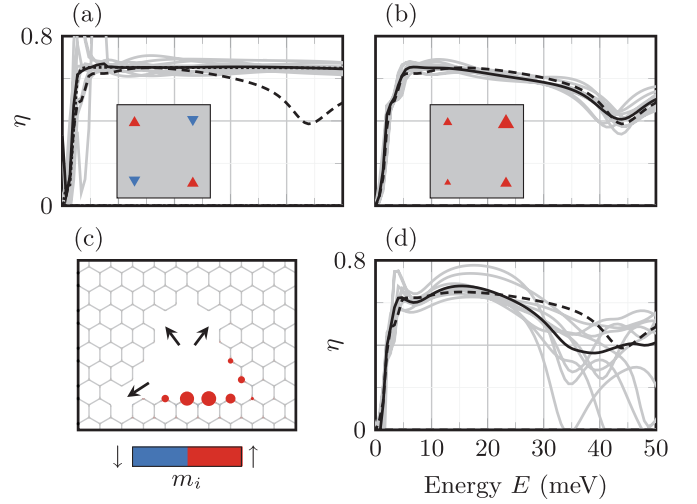 (a)
(b)
0.8
η
0
(c)
(d)
0.8
η
0
↓ ↑
m_i
0 10 20 30 40 50
Energy E (meV)